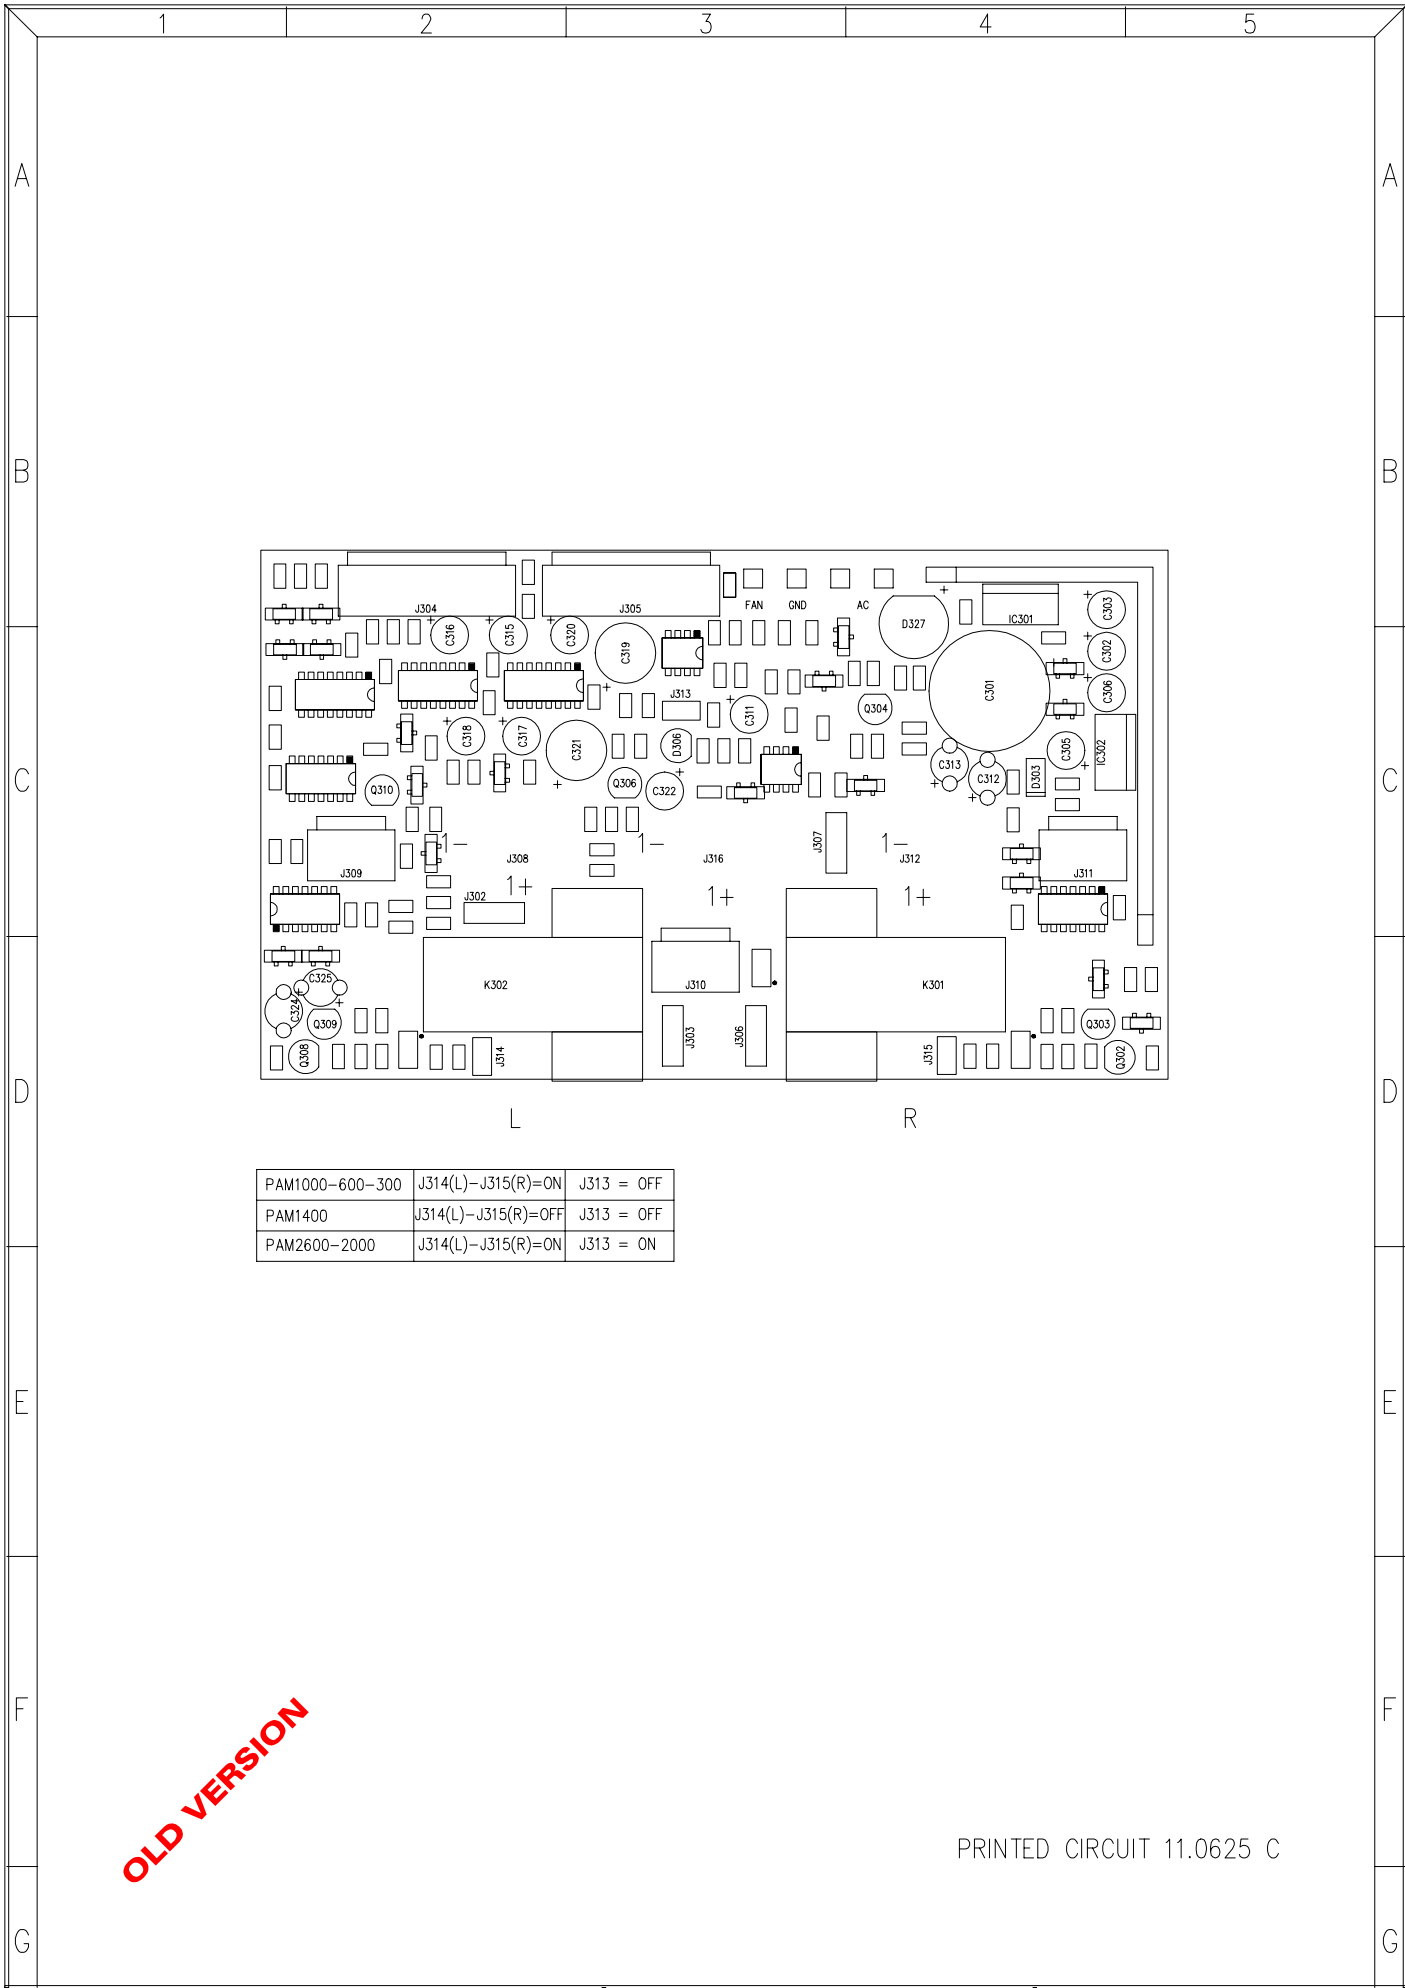 1 2 3 4 5
A A
B B
J304 J305 FAN GND AC D327 IC301 C303
C316 C315 C320 C319 C302
C301 C306
J313 C311 Q304
C318 C317 C321 D306 C305 IC302
C313 C312 D303
C C
Q310 Q306 C322
1- 1- J307 1-
J309 J308 J316 J312 J311
J302 1+ 1+ 1+
C325 K302 J310 K301
C324 Q309 Q303
J303 J306
Q308 J314 J315 Q302
D D
L R
PAM1000-600-300 J314(L)-J315(R)=ON J313 = OFF
PAM1400 J314(L)-J315(R)=OFF J313 = OFF
PAM2600-2000 J314(L)-J315(R)=ON J313 = ON
E E
F F
OLD VERSION
PRINTED CIRCUIT 11.0625 C
G G